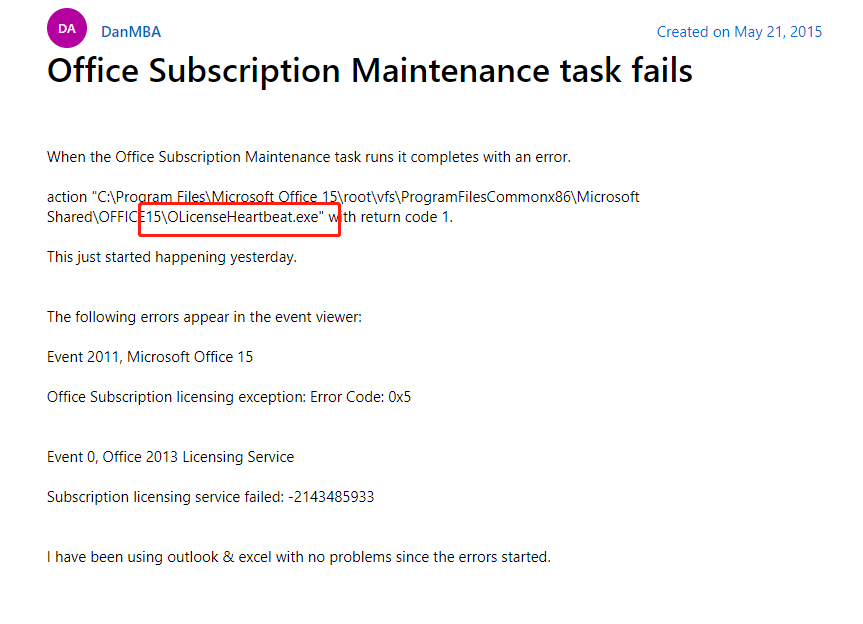 DA
DanMBA
Created on May 21, 2015
Office Subscription Maintenance task fails
When the Office Subscription Maintenance task runs it completes with an error.
action "C:\Program Files\Microsoft Office 15\root\vfs\ProgramFilesCommonx86\Microsoft
Shared\OFFICE15\OLicenseHeartbeat.exe" with return code 1.
This just started happening yesterday.
The following errors appear in the event viewer:
Event 2011, Microsoft Office 15
Office Subscription licensing exception: Error Code: 0x5
Event 0, Office 2013 Licensing Service
Subscription licensing service failed: -2143485933
I have been using outlook & excel with no problems since the errors started.